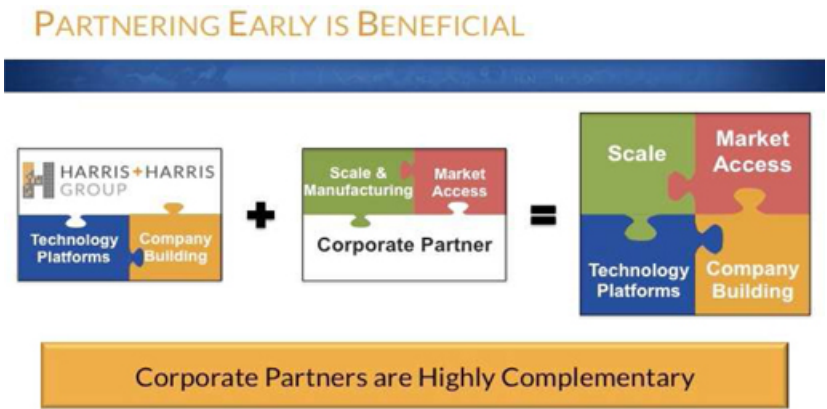 PARTNERING EARLY IS BENEFICIAL
HARRIS+HARRIS
GROUP
Technology
Platforms
Company
Building
+
Scale &
Manufacturing
Market
Access
Corporate Partner
=
Scale
Market
Access
Technology
Platforms
Company
Building
Corporate Partners are Highly Complementary